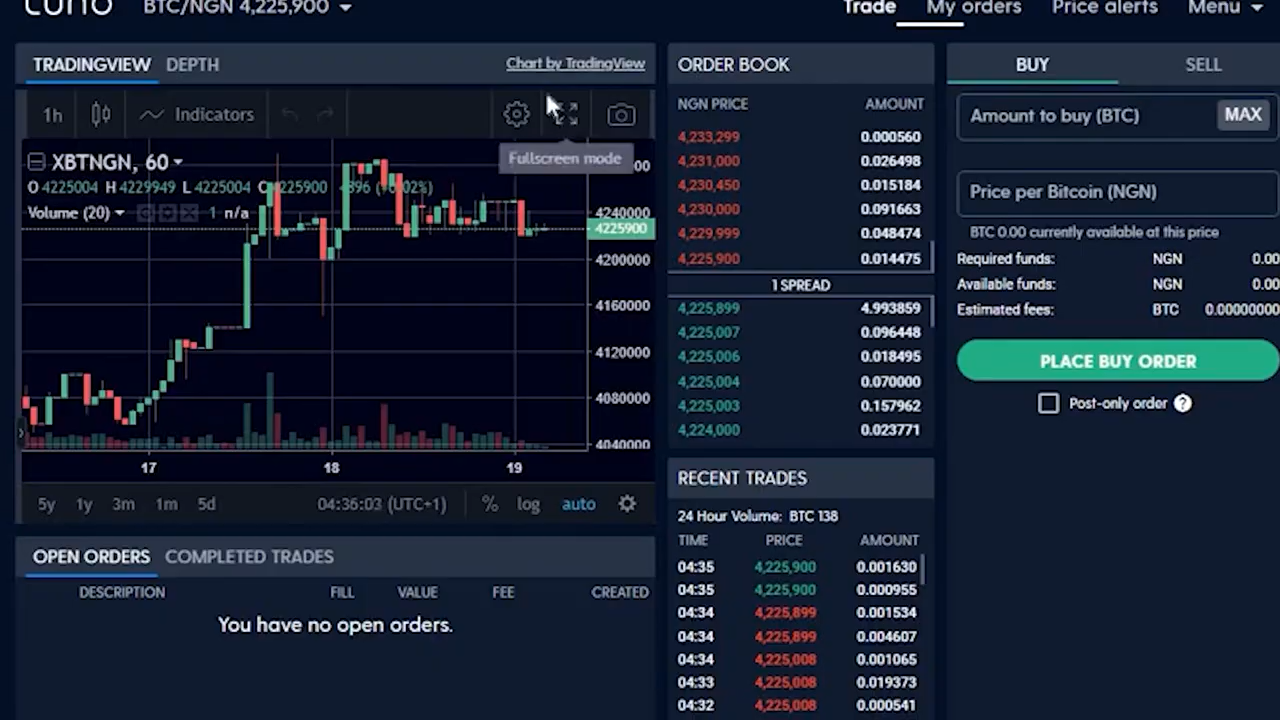 luno BTC/NGN 4,225,900 Trade My orders Price alerts Menu
TRADINGVIEW DEPTH Chart by TradingView
1h Indicators
Fullscreen mode
XBTNGN, 60
O 4225004 H 4229949 L 4225004
Volume (20) 1 n/a
4240000
4225900
4200000
4160000
4120000
4080000
4040000
17 18 19
5y 1y 3m 1m 5d 04:36:03 (UTC+1) % log auto
OPEN ORDERS COMPLETED TRADES
DESCRIPTION FILL VALUE FEE CREATED
You have no open orders.
ORDER BOOK
NGN PRICE AMOUNT
4,233,299 0.000560
4,231,000 0.026498
4,230,450 0.015184
4,230,000 0.091663
4,229,999 0.048474
4,225,900 0.014475
1 SPREAD
4,225,899 4.993859
4,225,007 0.096448
4,225,006 0.018495
4,225,004 0.070000
4,225,003 0.157962
4,224,000 0.023771
RECENT TRADES
24 Hour Volume: BTC 138
TIME PRICE AMOUNT
04:35 4,225,900 0.001630
04:35 4,225,900 0.000955
04:34 4,225,899 0.001534
04:34 4,225,899 0.004607
04:34 4,225,008 0.001065
04:33 4,225,008 0.019373
04:32 4,225,008 0.000541
BUY SELL
Amount to buy (BTC) MAX
Price per Bitcoin (NGN)
BTC 0.00 currently available at this price
Required funds: NGN 0.00
Available funds: NGN 0.00
Estimated fees: BTC 0.00000000
PLACE BUY ORDER
Post-only order ?